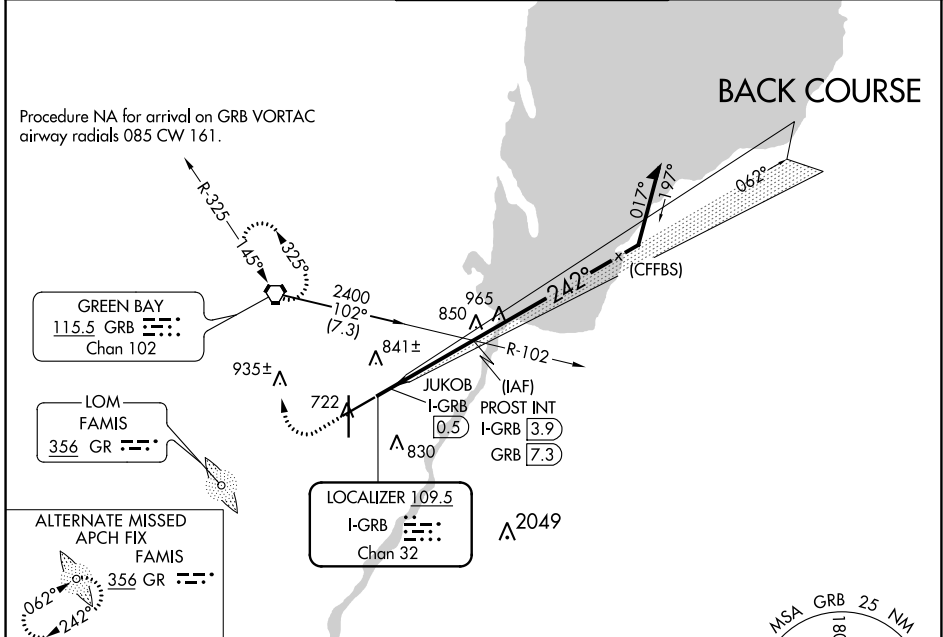 BACK COURSE
Procedure NA for arrival on GRB VORTAC
airway radials 085 CW 161.
R-325
145°
325°
017°
197°
062°
242°
(CFFBS)
GREEN BAY
115.5 GRB
Chan 102
2400
102°
(7.3)
850
965
R-102
841±
935±
722
830
JUKOB
I-GRB
0.5
(IAF)
PROST INT
I-GRB 3.9
GRB 7.3
LOM
FAMIS
356 GR
LOCALIZER 109.5
I-GRB
Chan 32
2049
ALTERNATE MISSED
APCH FIX
FAMIS
356 GR
062°
242°
MSA GRB 25 NM
180